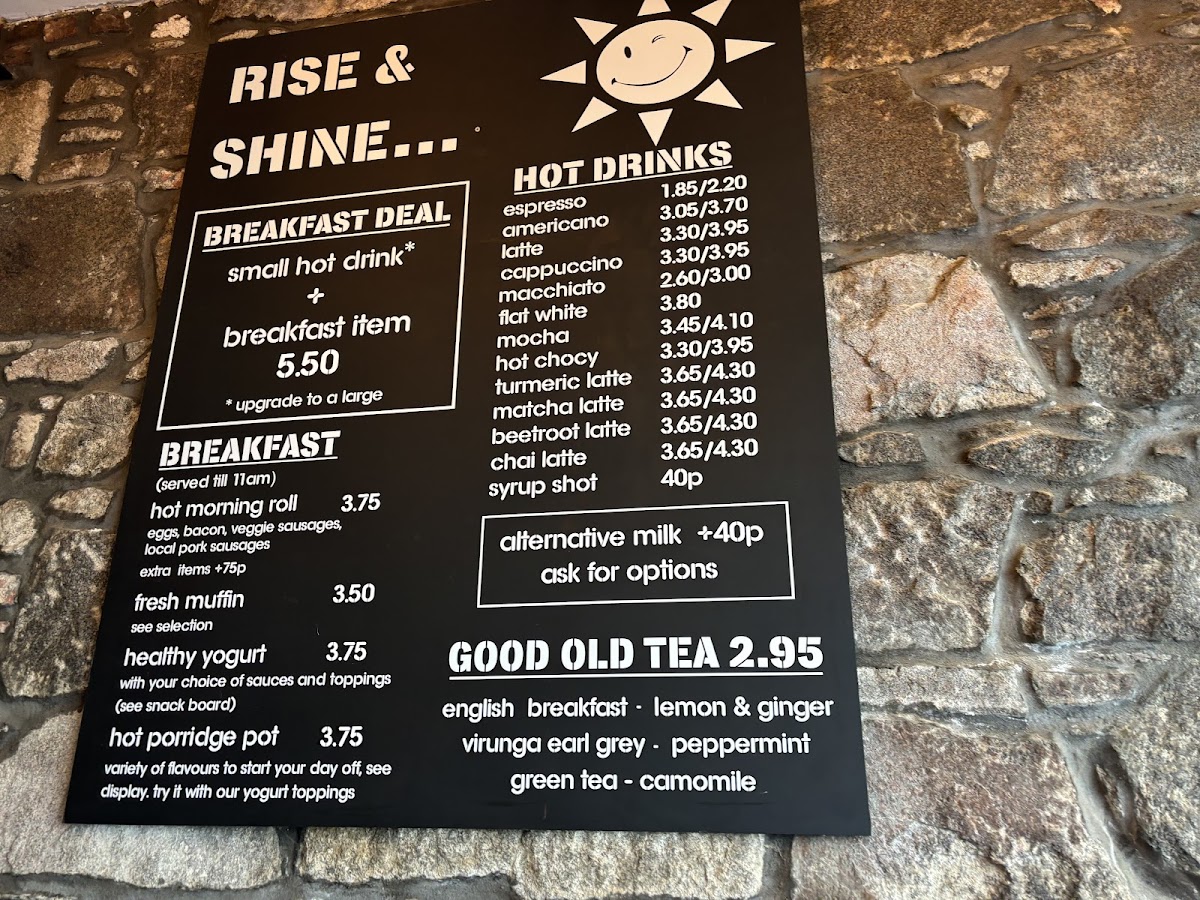 RISE &
SHINE...
BREAKFAST DEAL
small hot drink*
+
breakfast item
5.50
* upgrade to a large
BREAKFAST
(served till 11am)
hot morning roll 3.75
eggs, bacon, veggie sausages,
local pork sausages
extra items +75p
fresh muffin 3.50
see selection
healthy yogurt 3.75
with your choice of sauces and toppings
(see snack board)
hot porridge pot 3.75
variety of flavours to start your day off, see
display. try it with our yogurt toppings
HOT DRINKS
espresso 1.85/2.20
americano 3.05/3.70
latte 3.30/3.95
cappuccino 3.30/3.95
macchiato 2.60/3.00
flat white 3.80
mocha 3.45/4.10
hot chocy 3.30/3.95
turmeric latte 3.65/4.30
matcha latte 3.65/4.30
beetroot latte 3.65/4.30
chai latte 3.65/4.30
syrup shot 40p
alternative milk +40p
ask for options
GOOD OLD TEA 2.95
english breakfast - lemon & ginger
virunga earl grey - peppermint
green tea - camomile